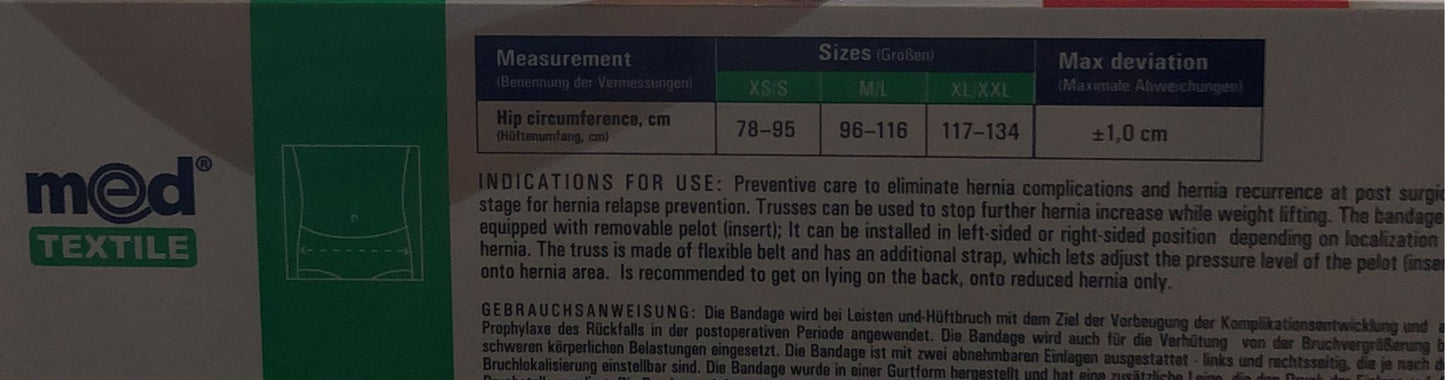 med®
TEXTILE
Measurement
(Benennung der Vermessungen)
Sizes (Größen)
XS/S M/L XL/XXL
Max deviation
(Maximale Abweichungen)
Hip circumference, cm
(Hüftenumfang, cm)
78–95 96–116 117–134 ±1,0 cm
INDICATIONS FOR USE: Preventive care to eliminate hernia complications and hernia recurrence at post surgic
stage for hernia relapse prevention. Trusses can be used to stop further hernia increase while weight lifting. The bandage
equipped with removable pelot (insert); It can be installed in left-sided or right-sided position depending on localization
hernia. The truss is made of flexible belt and has an additional strap, which lets adjust the pressure level of the pelot (inser
onto hernia area. Is recommended to get on lying on the back, onto reduced hernia only.
GEBRAUCHSANWEISUNG: Die Bandage wird bei Leisten und-Hüftbruch mit dem Ziel der Vorbeugung der Komplikationsentwicklung und
Prophylaxe des Rückfalls in der postoperativen Periode angewendet. Die Bandage wird auch für die Verhütung von der Bruchvergrößerung
schweren körperlichen Belastungen eingesetzt. Die Bandage ist mit zwei abnehmbaren Einlagen ausgestattet - links und rechtsseitig, die je nach
Bruchlokalisierung einstellbar sind. Die Bandage wurde in einer Gurtform hergestellt und hat eine zusätzliche